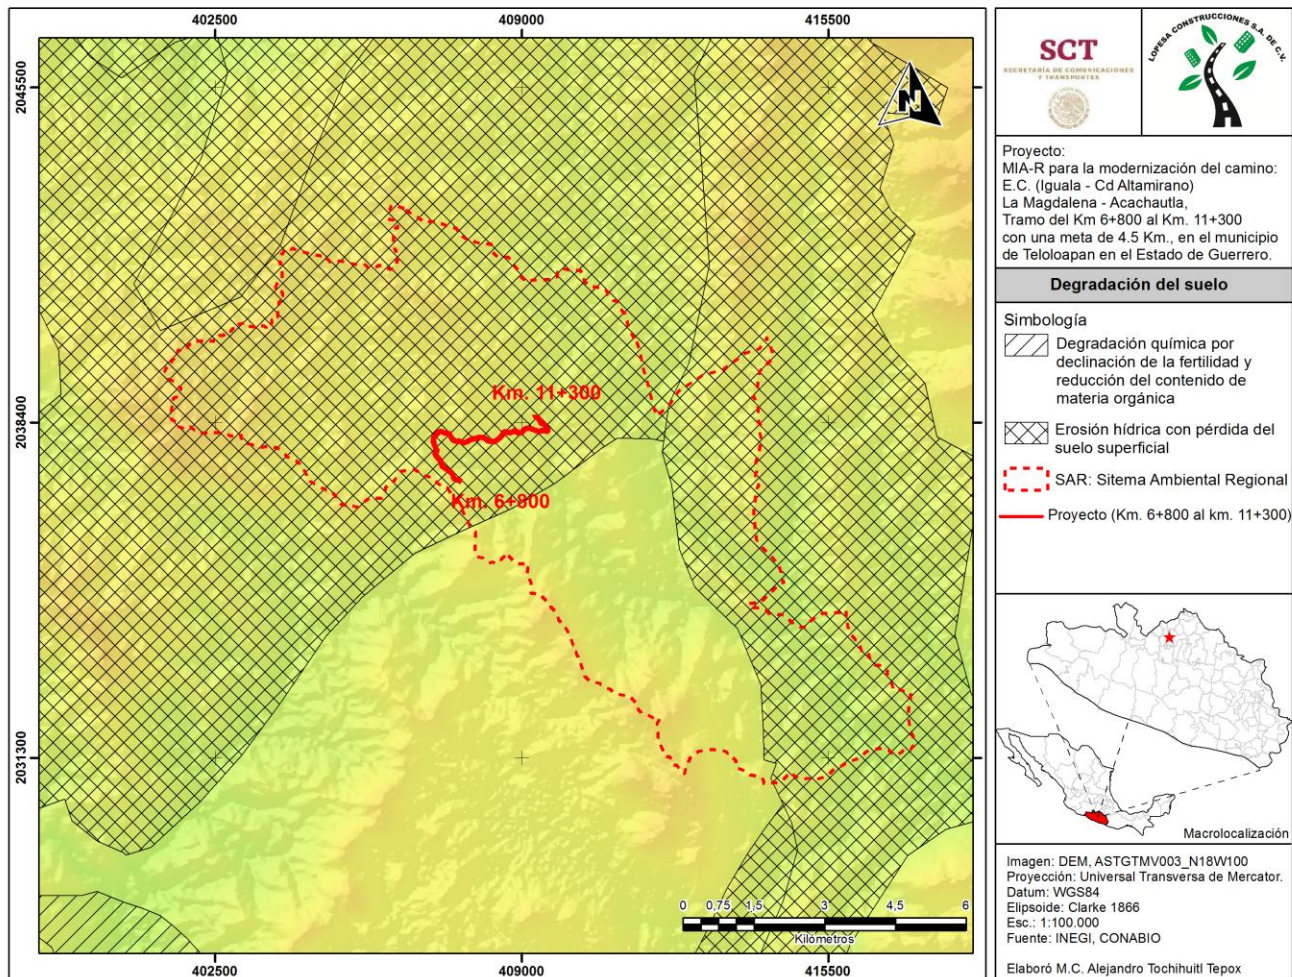 402500
409000
415500
2045500
2038400
2031300
N
Km. 11+300
Km. 6+800
0 0,75 1,5 3 4,5 6
Kilómetros
402500
409000
415500
SCT
SECRETARÍA DE COMUNICACIONES
Y TRANSPORTES
LOPESA CONSTRUCCIONES S.A. DE C.V.
Proyecto:
MIA-R para la modernización del camino:
E.C. (Iguala - Cd Altamirano)
La Magdalena - Acachautla,
Tramo del Km 6+800 al Km. 11+300
con una meta de 4.5 Km., en el municipio
de Teloloapan en el Estado de Guerrero.
Degradación del suelo
Simbología
Degradación química por
declinación de la fertilidad y
reducción del contenido de
materia orgánica
Erosión hídrica con pérdida del
suelo superficial
SAR: Sitema Ambiental Regional
Proyecto (Km. 6+800 al km. 11+300)
Macrolocalización
Imagen: DEM, ASTGTMV003_N18W100
Proyección: Universal Transversa de Mercator.
Datum: WGS84
Elipsoide: Clarke 1866
Esc.: 1:100.000
Fuente: INEGI, CONABIO
Elaboró M.C. Alejandro Tochihuitl Tepox